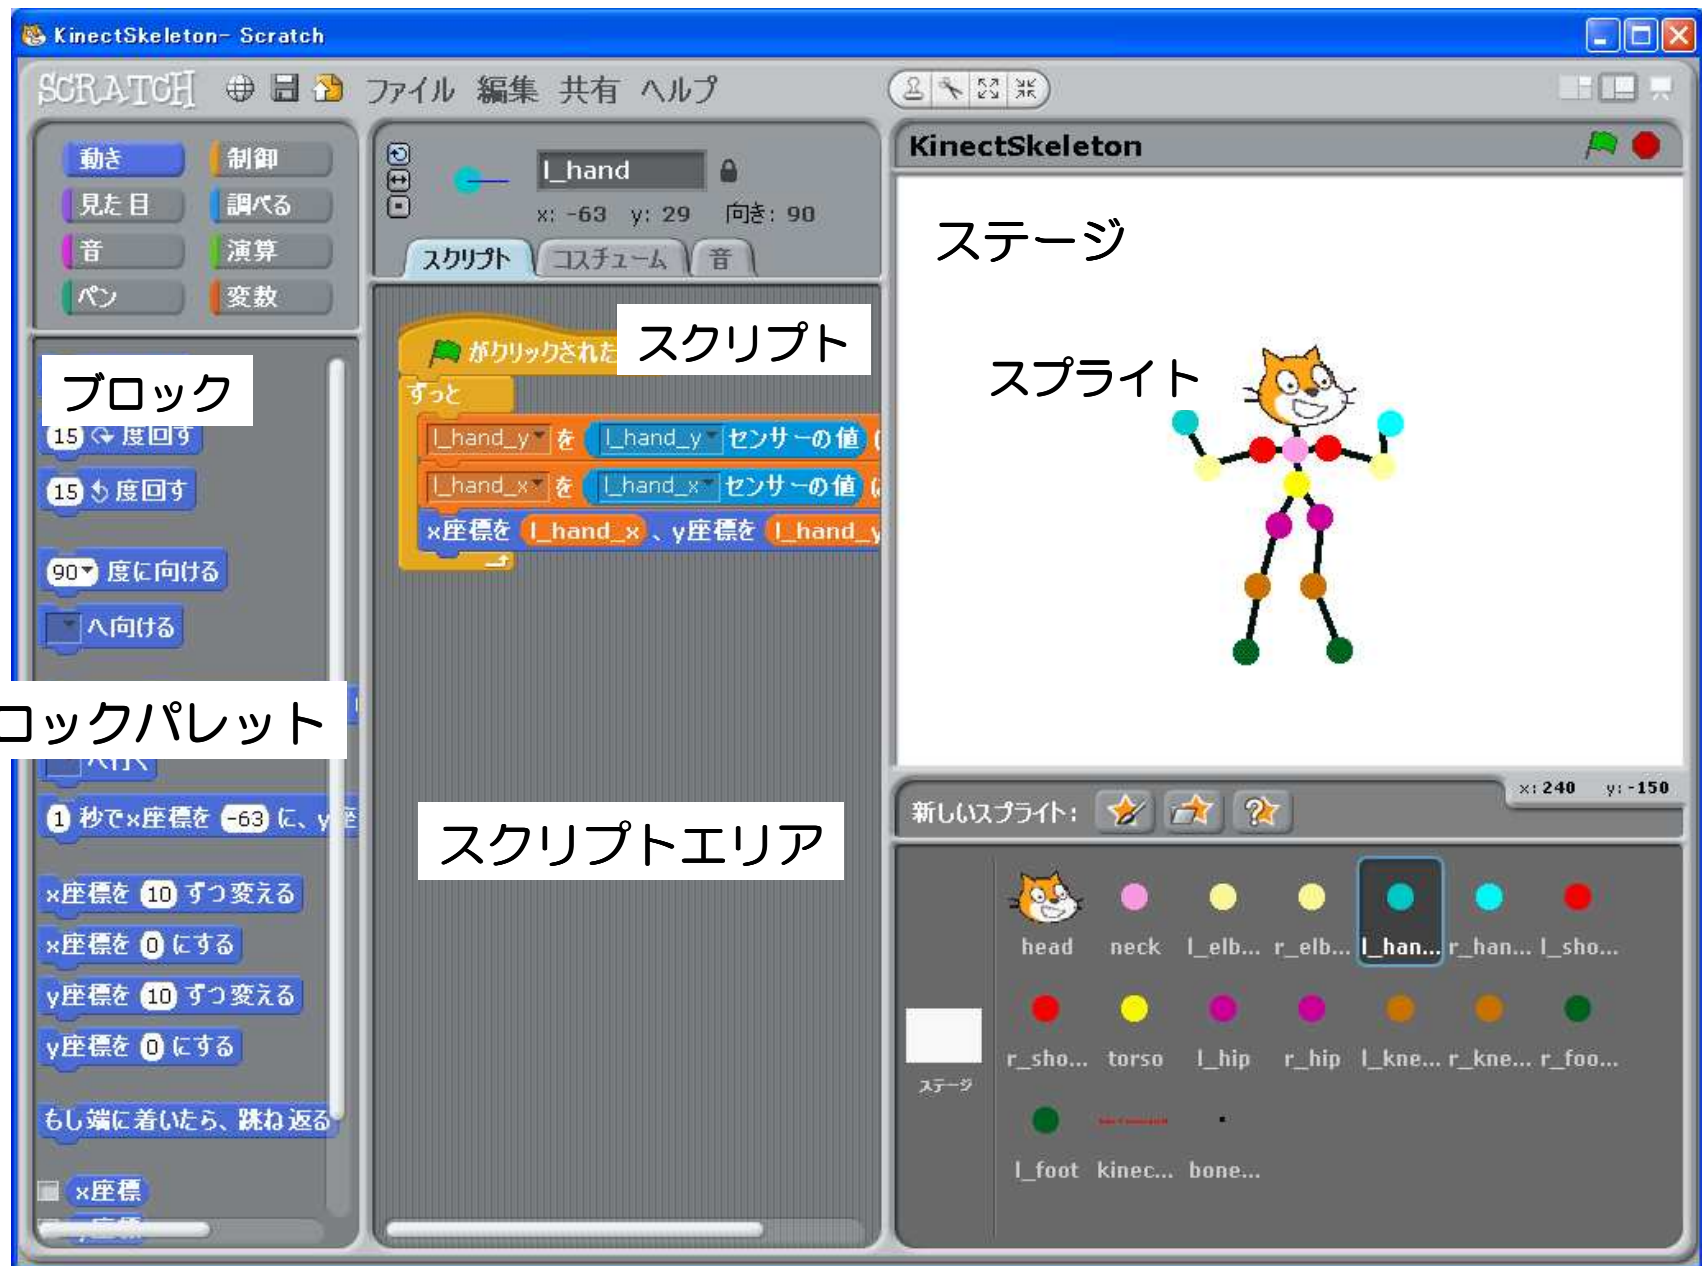 KinectSkeleton- Scratch
SCRATCH ファイル 編集 共有 ヘルプ
動き 制御
見た目 調べる
音 演算
ペン 変数
ブロック
15 度回す
15 度回す
90 度に向ける
へ向ける
ロックパレット
へ行く
1 秒でx座標を -63 に、y座
x座標を 10 ずつ変える
x座標を 0 にする
y座標を 10 ずつ変える
y座標を 0 にする
もし端に着いたら、跳ね返る
x座標
y座標
l_hand
x: -63 y: 29 向き: 90
スクリプト コスチューム 音
がクリックされた
スクリプト
ずっと
l_hand_y を l_hand_y センサーの値
l_hand_x を l_hand_x センサーの値
x座標を l_hand_x 、y座標を l_hand_y
スクリプトエリア
KinectSkeleton
ステージ
スプライト
x: 240 y: -150
新しいスプライト:
head neck l_elb... r_elb... l_han... r_han... l_sho...
r_sho... torso l_hip r_hip l_kne... r_kne... r_foo...
ステージ
l_foot kinec... bone...